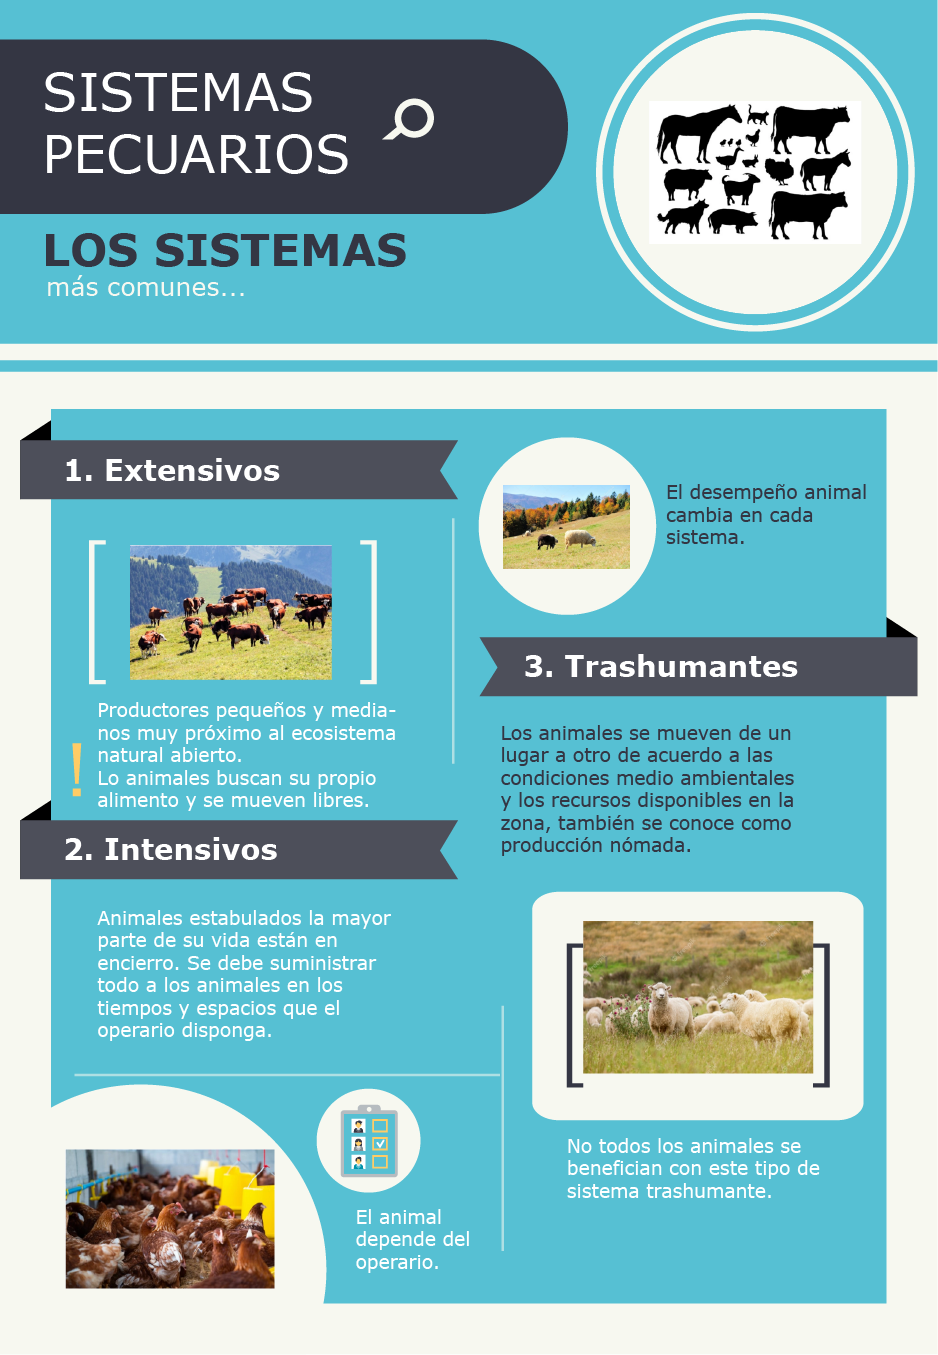 SISTEMAS
PECUARIOS
LOS SISTEMAS
más comunes...
1. Extensivos
Productores pequeños y media-
nos muy próximo al ecosistema
natural abierto.
Lo animales buscan su propio
alimento y se mueven libres.
!
2. Intensivos
Animales estabulados la mayor
parte de su vida están en
encierro. Se debe suministrar
todo a los animales en los
tiempos y espacios que el
operario disponga.
El animal
depende del
operario.
El desempeño animal
cambia en cada
sistema.
3. Trashumantes
Los animales se mueven de un
lugar a otro de acuerdo a las
condiciones medio ambientales
y los recursos disponibles en la
zona, también se conoce como
producción nómada.
No todos los animales se
benefician con este tipo de
sistema trashumante.